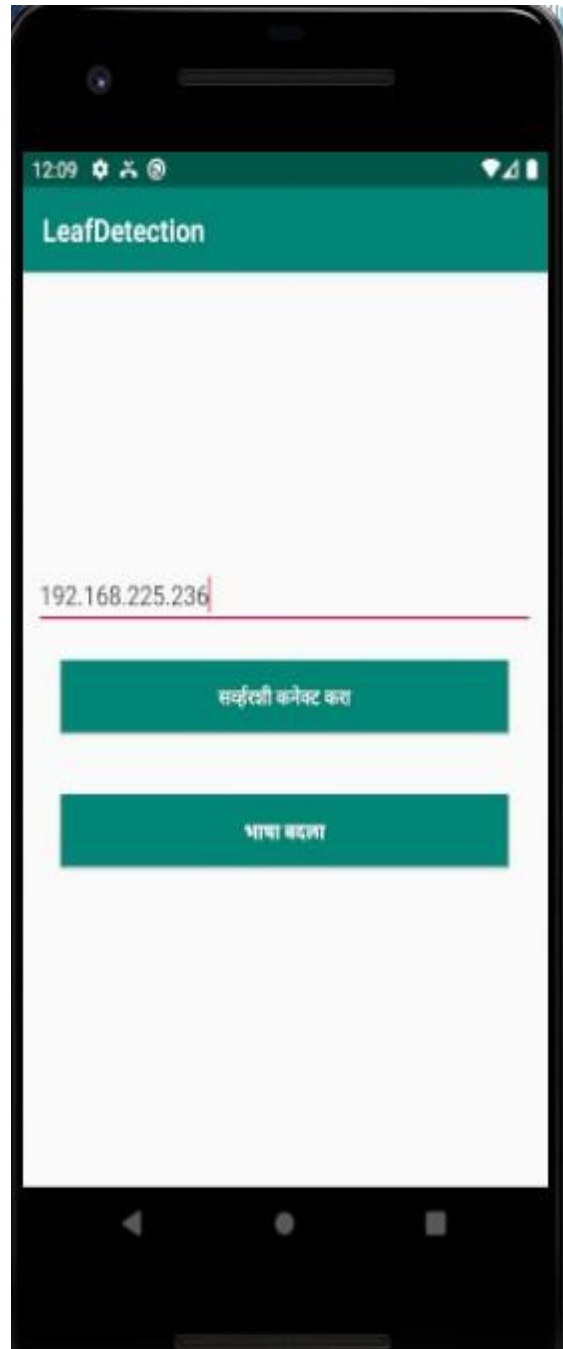 12:09
LeafDetection
192.168.225.236
सर्व्हरशी कनेक्ट करा
भाषा बदला